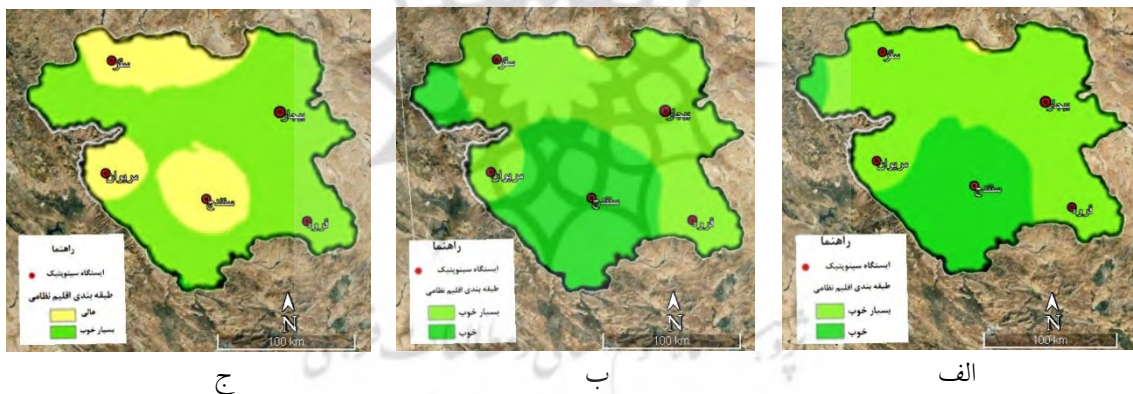 سقز
بیجار
مریوان
سنندج
قروه
راهنما
ایستگاه سینوپتیک
طبقه بندی اقلیم نظامی
بسیار خوب
خوب
N
100 km
الف
سقز
بیجار
مریوان
سنندج
قروه
راهنما
ایستگاه سینوپتیک
طبقه بندی اقلیم نظامی
بسیار خوب
خوب
N
100 km
ب
سقز
بیجار
مریوان
سنندج
قروه
راهنما
ایستگاه سینوپتیک
طبقه بندی اقلیم نظامی
عالی
بسیار خوب
N
100 km
ج